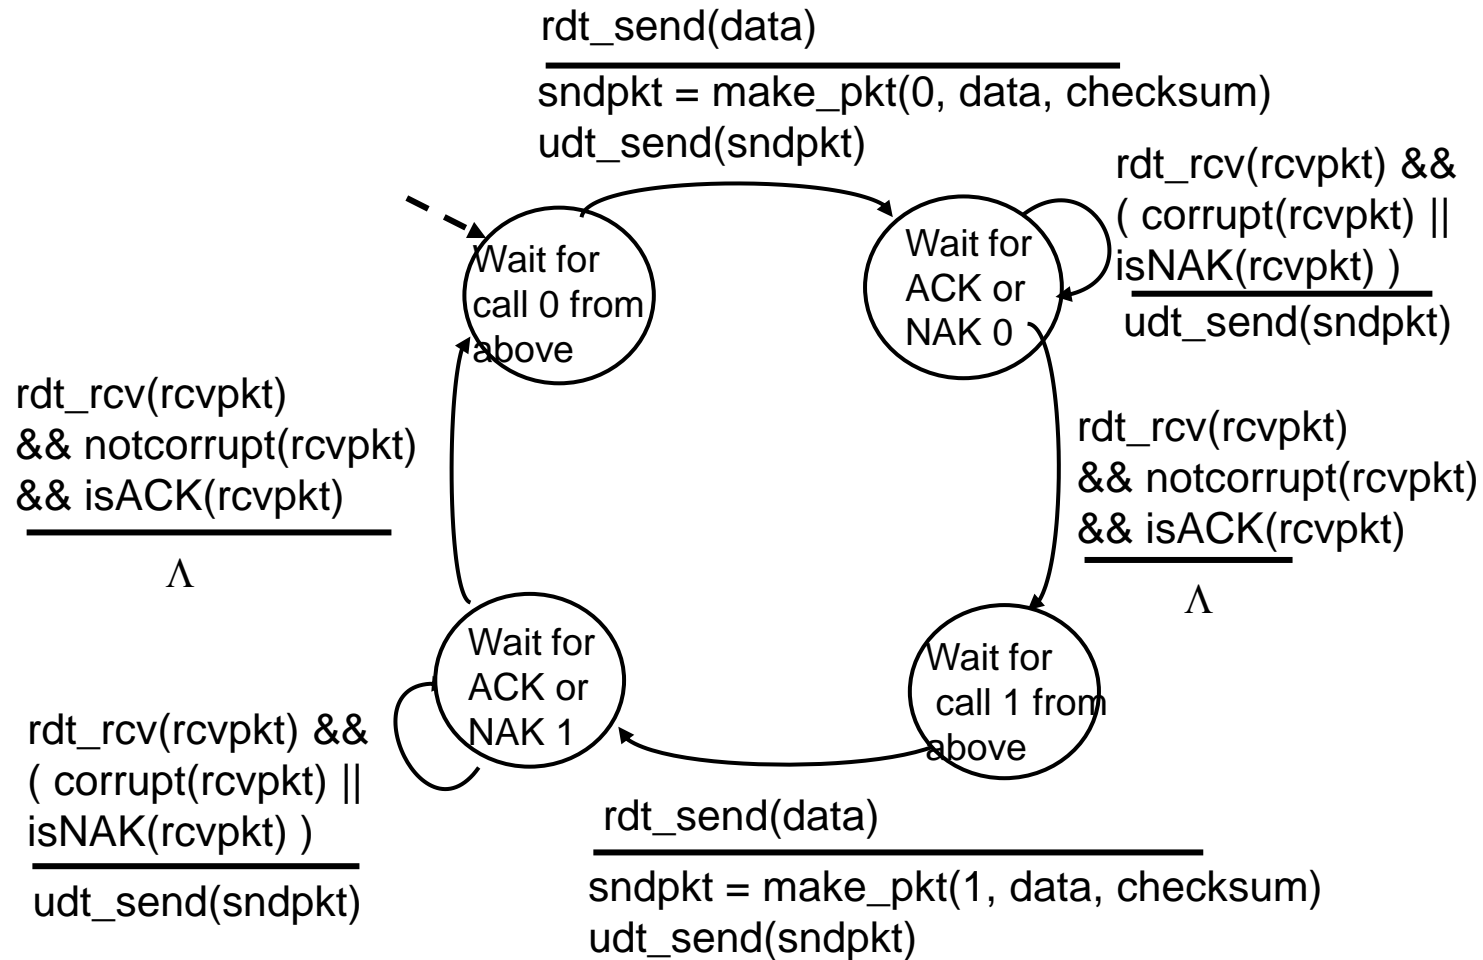 rdt_send(data)
sndpkt = make_pkt(0, data, checksum)
udt_send(sndpkt)
rdt_rcv(rcvpkt) &&
( corrupt(rcvpkt) ||
isNAK(rcvpkt) )
udt_send(sndpkt)
Wait for
call 0 from
above
Wait for
ACK or
NAK 0
rdt_rcv(rcvpkt)
&& notcorrupt(rcvpkt)
&& isACK(rcvpkt)
Λ
rdt_rcv(rcvpkt)
&& notcorrupt(rcvpkt)
&& isACK(rcvpkt)
Λ
Wait for
ACK or
NAK 1
Wait for
call 1 from
above
rdt_rcv(rcvpkt) &&
( corrupt(rcvpkt) ||
isNAK(rcvpkt) )
udt_send(sndpkt)
rdt_send(data)
sndpkt = make_pkt(1, data, checksum)
udt_send(sndpkt)